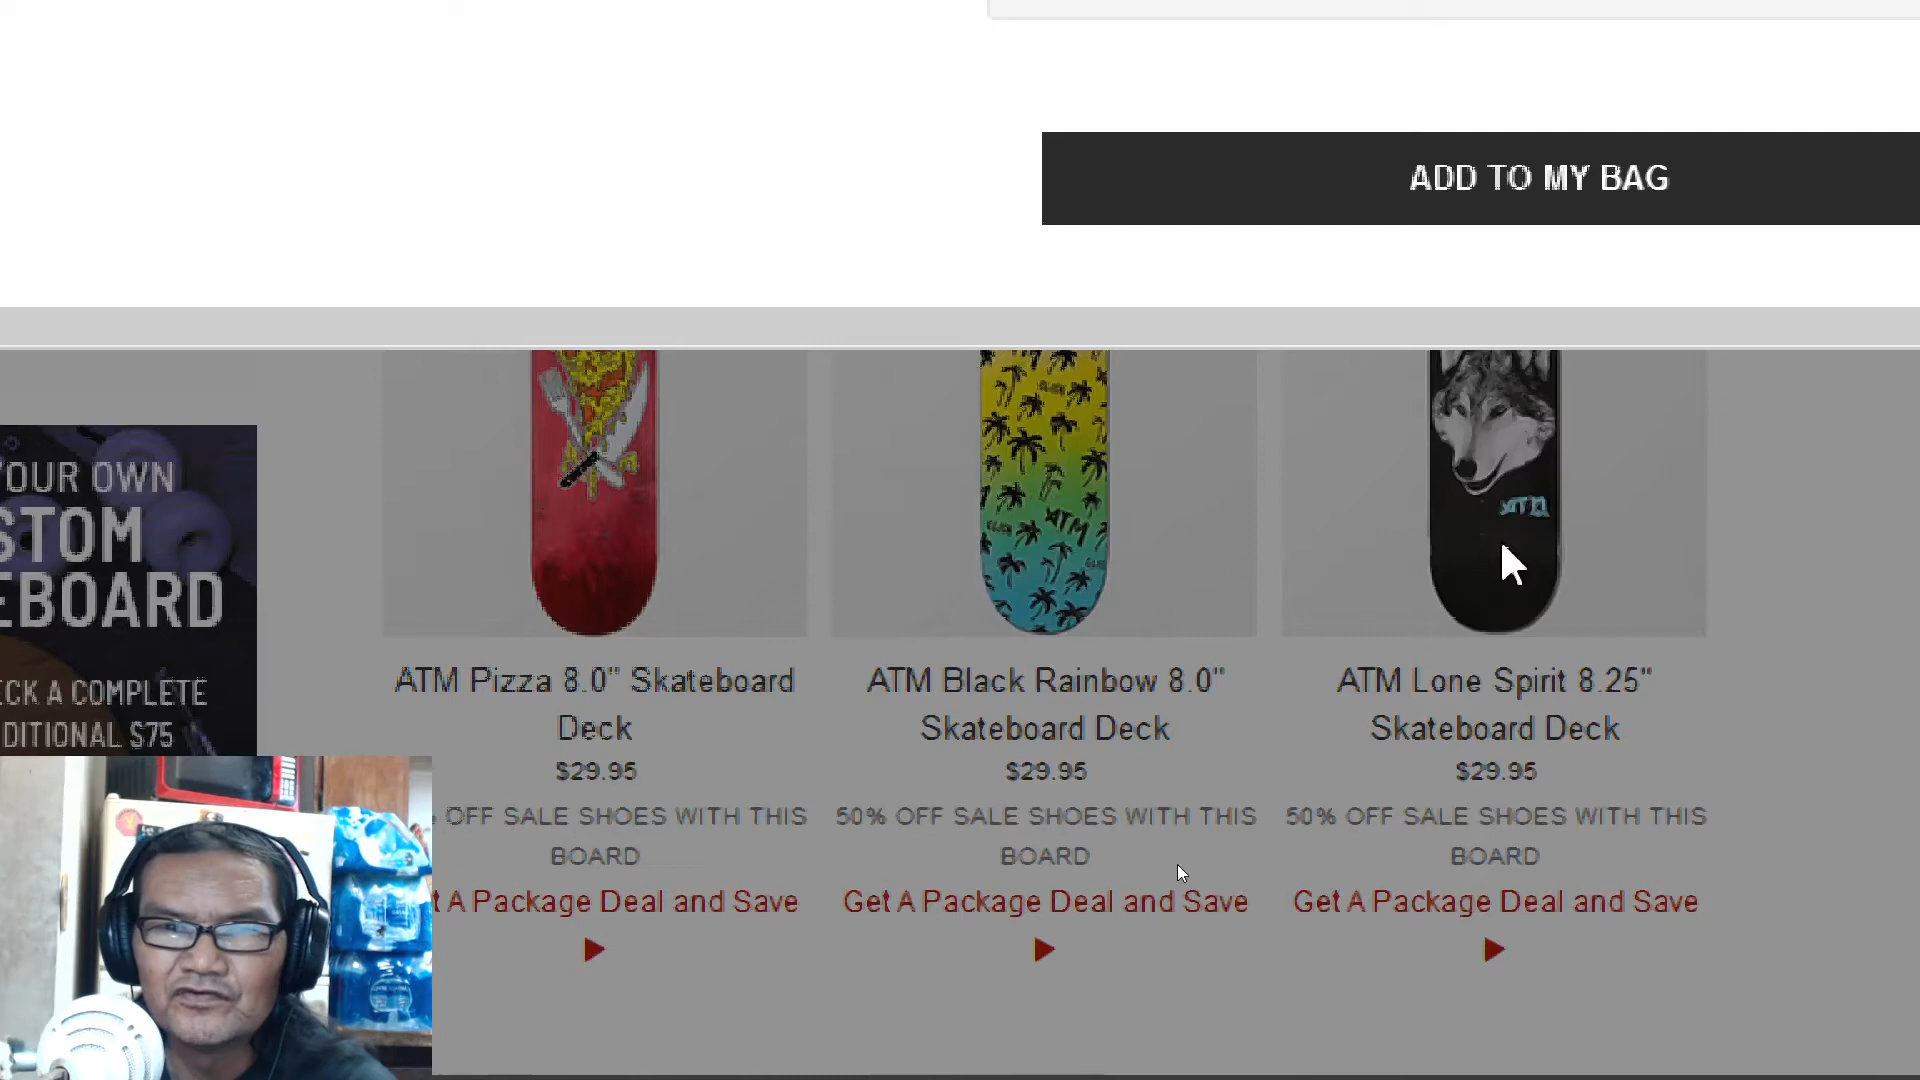 ADD TO MY BAG
ATM
ATM
OUR OWN
STOM
EBOARD
ECK A COMPLETE
DITIONAL $75
ATM Pizza 8.0" Skateboard
Deck
$29.95
OFF SALE SHOES WITH THIS
BOARD
t A Package Deal and Save
ATM Black Rainbow 8.0"
Skateboard Deck
$29.95
50% OFF SALE SHOES WITH THIS
BOARD
Get A Package Deal and Save
ATM Lone Spirit 8.25"
Skateboard Deck
$29.95
50% OFF SALE SHOES WITH THIS
BOARD
Get A Package Deal and Save